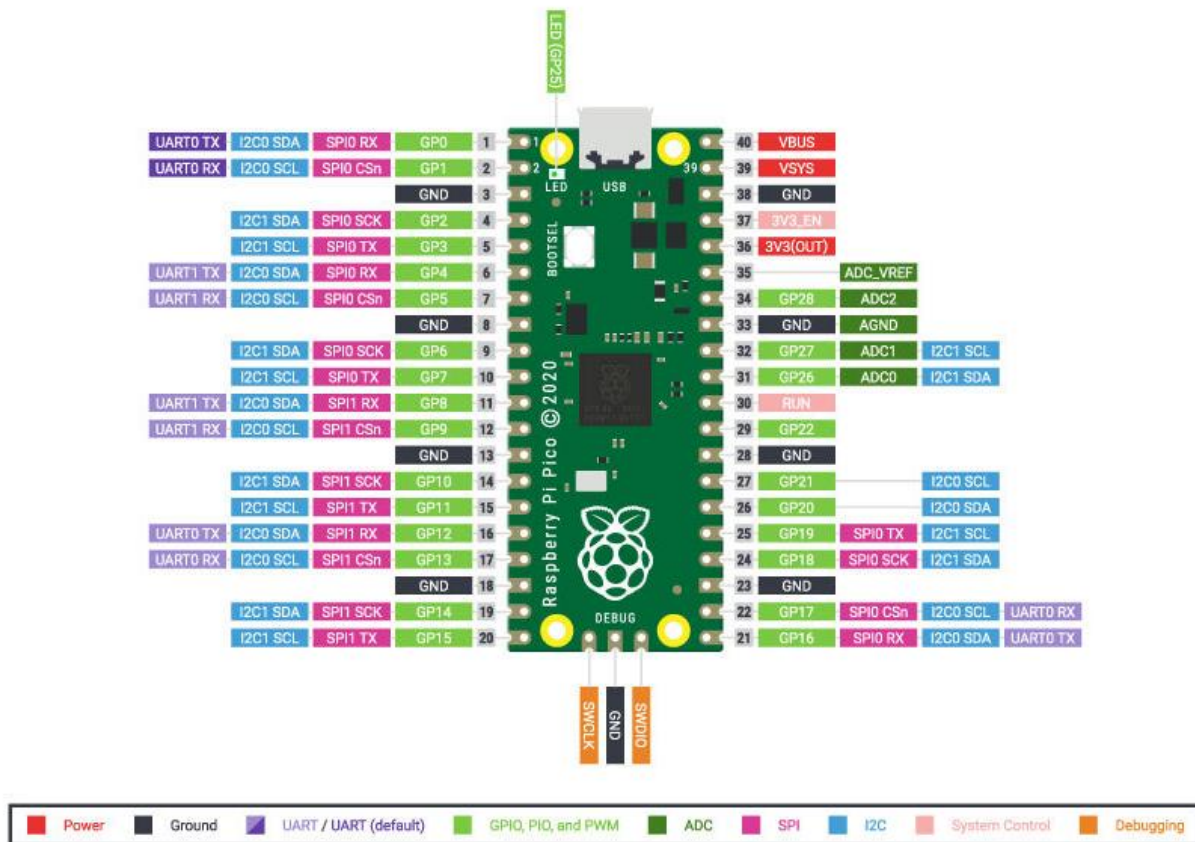 LED (GP25)
UART0 TX I2C0 SDA SPI0 RX GP0 1 1 40 VBUS
UART0 RX I2C0 SCL SPI0 CSn GP1 2 2 39 39 VSYS
GND 3 LED USB 38 GND
I2C1 SDA SPI0 SCK GP2 4 37 3V3_EN
I2C1 SCL SPI0 TX GP3 5 BOOTSEL 36 3V3(OUT)
UART1 TX I2C0 SDA SPI0 RX GP4 6 35 ADC_VREF
UART1 RX I2C0 SCL SPI0 CSn GP5 7 34 GP28 ADC2
GND 8 33 GND AGND
I2C1 SDA SPI0 SCK GP6 9 32 GP27 ADC1 I2C1 SCL
I2C1 SCL SPI0 TX GP7 10 31 GP26 ADC0 I2C1 SDA
UART1 TX I2C0 SDA SPI1 RX GP8 11 30 RUN
UART1 RX I2C0 SCL SPI1 CSn GP9 12 29 GP22
GND 13 28 GND
I2C1 SDA SPI1 SCK GP10 14 27 GP21 I2C0 SCL
I2C1 SCL SPI1 TX GP11 15 26 GP20 I2C0 SDA
UART0 TX I2C0 SDA SPI1 RX GP12 16 25 GP19 SPI0 TX I2C1 SCL
UART0 RX I2C0 SCL SPI1 CSn GP13 17 24 GP18 SPI0 SCK I2C1 SDA
GND 18 23 GND
I2C1 SDA SPI1 SCK GP14 19 22 GP17 SPI0 CSn I2C0 SCL UART0 RX
I2C1 SCL SPI1 TX GP15 20 21 GP16 SPI0 RX I2C0 SDA UART0 TX
Raspberry Pi Pico © 2020
DEBUG
SWCLK GND SWDIO
Power Ground UART / UART (default) GPIO, PIO, and PWM ADC SPI I2C System Control Debugging